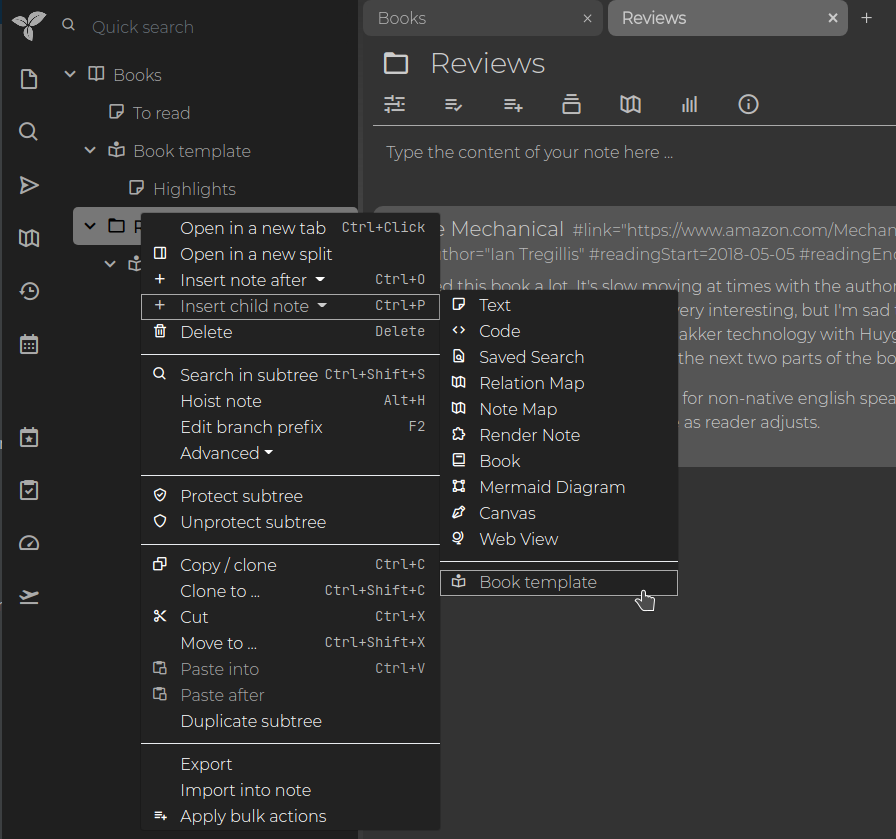 Quick search
Books
To read
Book template
Highlights
Books
Reviews
Reviews
Type the content of your note here ...
Mechanical #link="https://www.amazon.com/Mechan
"Ian Tregillis" #readingStart=2018-05-05 #readingEnd
this book a lot. It's slow moving at times with the author
very interesting, but I'm sad
akker technology with Huyg
the next two parts of the bo
for non-native english spea
as reader adjusts.
Open in a new tab Ctrl+Click
Open in a new split
Insert note after Ctrl+O
Insert child note Ctrl+P
Delete Delete
Search in subtree Ctrl+Shift+S
Hoist note Alt+H
Edit branch prefix F2
Advanced
Protect subtree
Unprotect subtree
Copy / clone Ctrl+C
Clone to ... Ctrl+Shift+C
Cut Ctrl+X
Move to ... Ctrl+Shift+X
Paste into Ctrl+V
Paste after
Duplicate subtree
Export
Import into note
Apply bulk actions
Text
Code
Saved Search
Relation Map
Note Map
Render Note
Book
Mermaid Diagram
Canvas
Web View
Book template